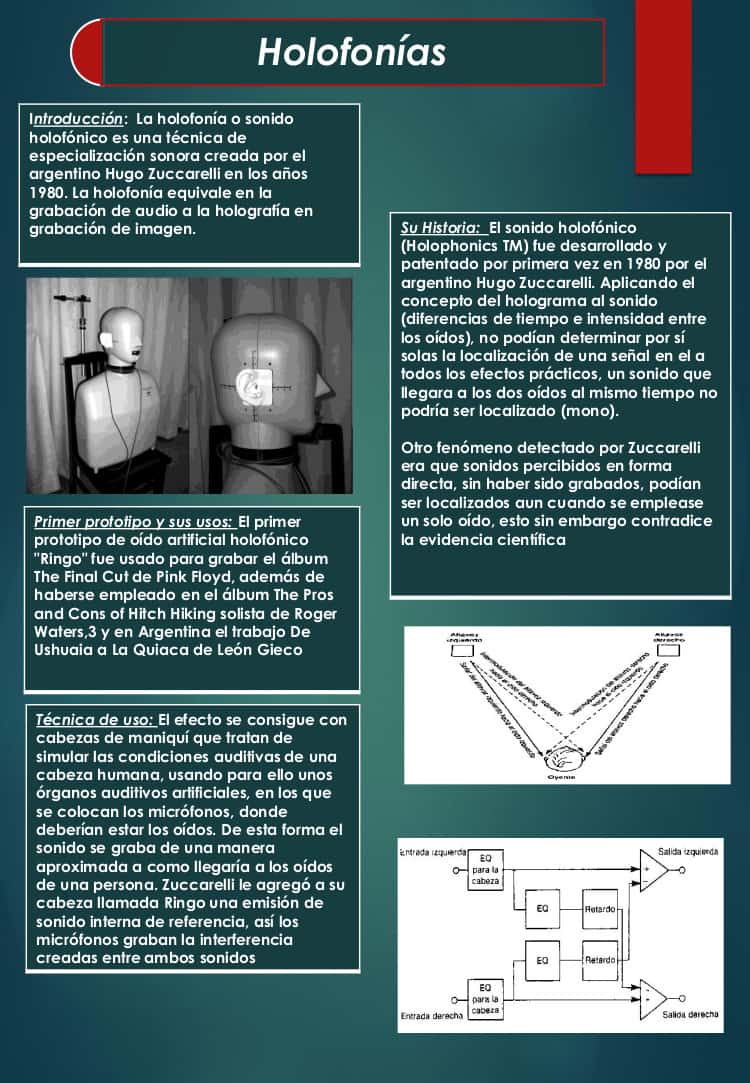 Holofonías
Introducción:  La holofonía o sonido
holofónico es una técnica de
especialización sonora creada por el
argentino Hugo Zuccarelli en los años
1980. La holofonía equivale en la
grabación de audio a la holografía en
grabación de imagen.
Su Historia:  El sonido holofónico
(Holophonics TM) fue desarrollado y
patentado por primera vez en 1980 por el
argentino Hugo Zuccarelli. Aplicando el
concepto del holograma al sonido
(diferencias de tiempo e intensidad entre
los oídos), no podían determinar por sí
solas la localización de una señal en el a
todos los efectos prácticos, un sonido que
llegara a los dos oídos al mismo tiempo no
podría ser localizado (mono).
Otro fenómeno detectado por Zuccarelli
era que sonidos percibidos en forma
directa, sin haber sido grabados, podían
ser localizados aun cuando se emplease
un solo oído, esto sin embargo contradice
la evidencia científica
Primer prototipo y sus usos: El primer
prototipo de oído artificial holofónico
"Ringo" fue usado para grabar el álbum
The Final Cut de Pink Floyd, además de
haberse empleado en el álbum The Pros
and Cons of Hitch Hiking solista de Roger
Waters,3 y en Argentina el trabajo De
Ushuaia a La Quiaca de León Gieco
Técnica de uso: El efecto se consigue con
cabezas de maniquí que tratan de
simular las condiciones auditivas de una
cabeza humana, usando para ello unos
órganos auditivos artificiales, en los que
se colocan los micrófonos, donde
deberían estar los oídos. De esta forma el
sonido se graba de una manera
aproximada a como llegaría a los oídos
de una persona. Zuccarelli le agregó a su
cabeza llamada Ringo una emisión de
sonido interna de referencia, así los
micrófonos graban la interferencia
creadas entre ambos sonidos
Altavoz
izquierdo
Altavoz
derecho
Oyente
Entrada izquierda
EQ
para la
cabeza
Salida izquierda
EQ
Retardo
EQ
Retardo
EQ
para la
cabeza
Entrada derecha
Salida derecha